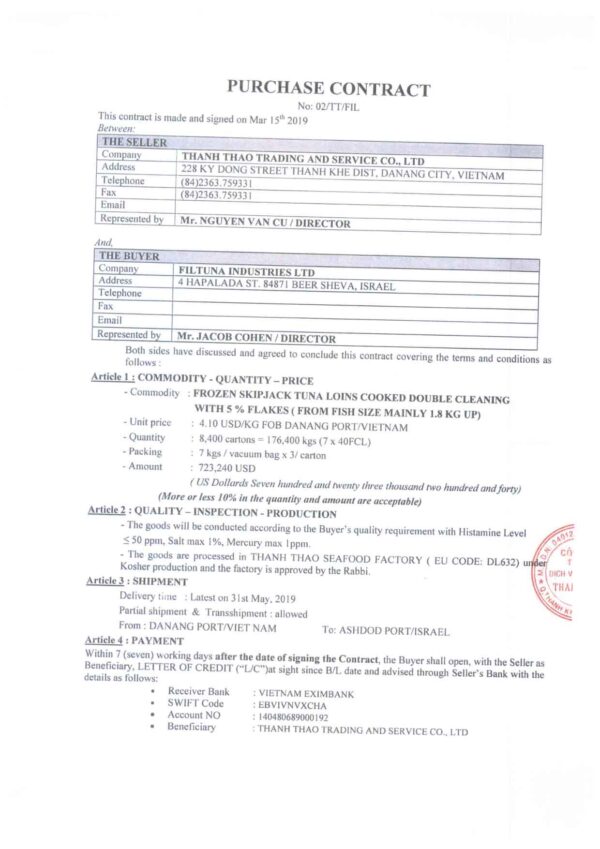 PURCHASE CONTRACT
No: 02/TT/FIL
This contract is made and signed on Mar 15th 2019
Between:
THE SELLER
Company THANH THAO TRADING AND SERVICE CO., LTD
Address 228 KY DONG STREET THANH KHE DIST, DANANG CITY, VIETNAM
Telephone (84)2363.759331
Fax (84)2363.759331
Email
Represented by Mr. NGUYEN VAN CU / DIRECTOR
And,
THE BUYER
Company FILTUNA INDUSTRIES LTD
Address 4 HAPALADA ST. 84871 BEER SHEVA, ISRAEL
Telephone
Fax
Email
Represented by Mr. JACOB COHEN / DIRECTOR
Both sides have discussed and agreed to conclude this contract covering the terms and conditions as
follows :
Article 1 : COMMODITY - QUANTITY – PRICE
- Commodity : FROZEN SKIPJACK TUNA LOINS COOKED DOUBLE CLEANING
WITH 5 % FLAKES ( FROM FISH SIZE MAINLY 1.8 KG UP)
- Unit price : 4.10 USD/KG FOB DANANG PORT/VIETNAM
- Quantity : 8,400 cartons = 176,400 kgs (7 x 40FCL)
- Packing : 7 kgs / vacuum bag x 3/ carton
- Amount : 723,240 USD
( US Dollards Seven hundred and twenty three thousand two hundred and forty)
(More or less 10% in the quantity and amount are acceptable)
Article 2 : QUALITY – INSPECTION - PRODUCTION
- The goods will be conducted according to the Buyer's quality requirement with Histamine Level
≤ 50 ppm, Salt max 1%, Mercury max 1ppm.
- The goods are processed in THANH THAO SEAFOOD FACTORY ( EU CODE: DL632) under
Kosher production and the factory is approved by the Rabbi.
Article 3 : SHIPMENT
Delivery time : Latest on 31st May, 2019
Partial shipment & Transshipment : allowed
From : DANANG PORT/VIET NAM To: ASHDOD PORT/ISRAEL
Article 4 : PAYMENT
Within 7 (seven) working days after the date of signing the Contract, the Buyer shall open, with the Seller as
Beneficiary, LETTER OF CREDIT ("L/C")at sight since B/L date and advised through Seller's Bank with the
details as follows:
• Receiver Bank : VIETNAM EXIMBANK
• SWIFT Code : EBVIVNVXCHA
• Account NO : 140480689000192
• Beneficiary : THANH THAO TRADING AND SERVICE CO., LTD
M.S.D.N: 04012
CÔ
T
DỊCH V
THA